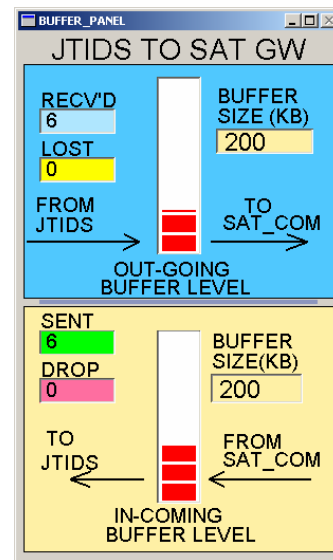 BUFFER_PANEL
JTIDS TO SAT GW
RECV'D
6
LOST
0
BUFFER
SIZE (KB)
200
FROM
JTIDS
TO
SAT_COM
OUT-GOING
BUFFER LEVEL
SENT
6
DROP
0
BUFFER
SIZE(KB)
200
TO
JTIDS
FROM
SAT_COM
IN-COMING
BUFFER LEVEL